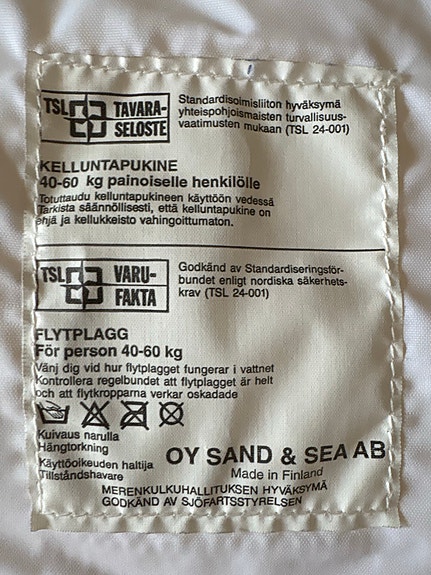 TSL TAVARA-
SELOSTE
Standardisoimisliiton hyväksymä
yhteispohjoismaisten turvallisuus-
vaatimusten mukaan (TSL 24-001)
KELLUNTAPUKINE
40-60 kg painoiselle henkilölle
Totuttaudu kelluntapukineen käyttöön vedessä
Tarkista säännöllisesti, että kelluntapukine on
ehjä ja kellukkeisto vahingoittumaton.
TSL VARU-
FAKTA
Godkänd av Standardiseringsför-
bundet enligt nordiska säkerhets-
krav (TSL 24-001)
FLYTPLAGG
För person 40-60 kg
Vänj dig vid hur flytplagget fungerar i vattnet
Kontrollera regelbundet att flytplagget är helt
och att flytkropparna verkar oskadade
Kuivaus narulla
Hängtorkning
Käyttöoikeuden haltija
Tillståndshavare
OY SAND & SEA AB
Made in Finland
MERENKULKUHALLITUKSEN HYVÄKSYMÄ
GODKÄND AV SJÖFARTSSTYRELSEN